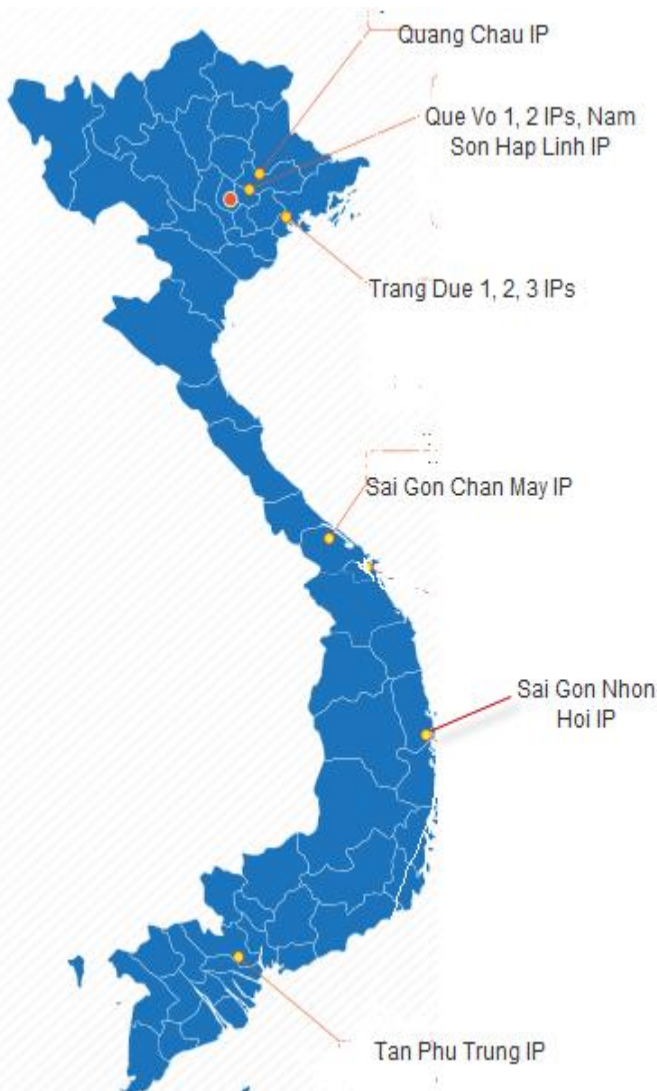 Quang Chau IP
Que Vo 1, 2 IPs, Nam
Son Hap Linh IP
Trang Due 1, 2, 3 IPs
Sai Gon Chan May IP
Sai Gon Nhon
Hoi IP
Tan Phu Trung IP